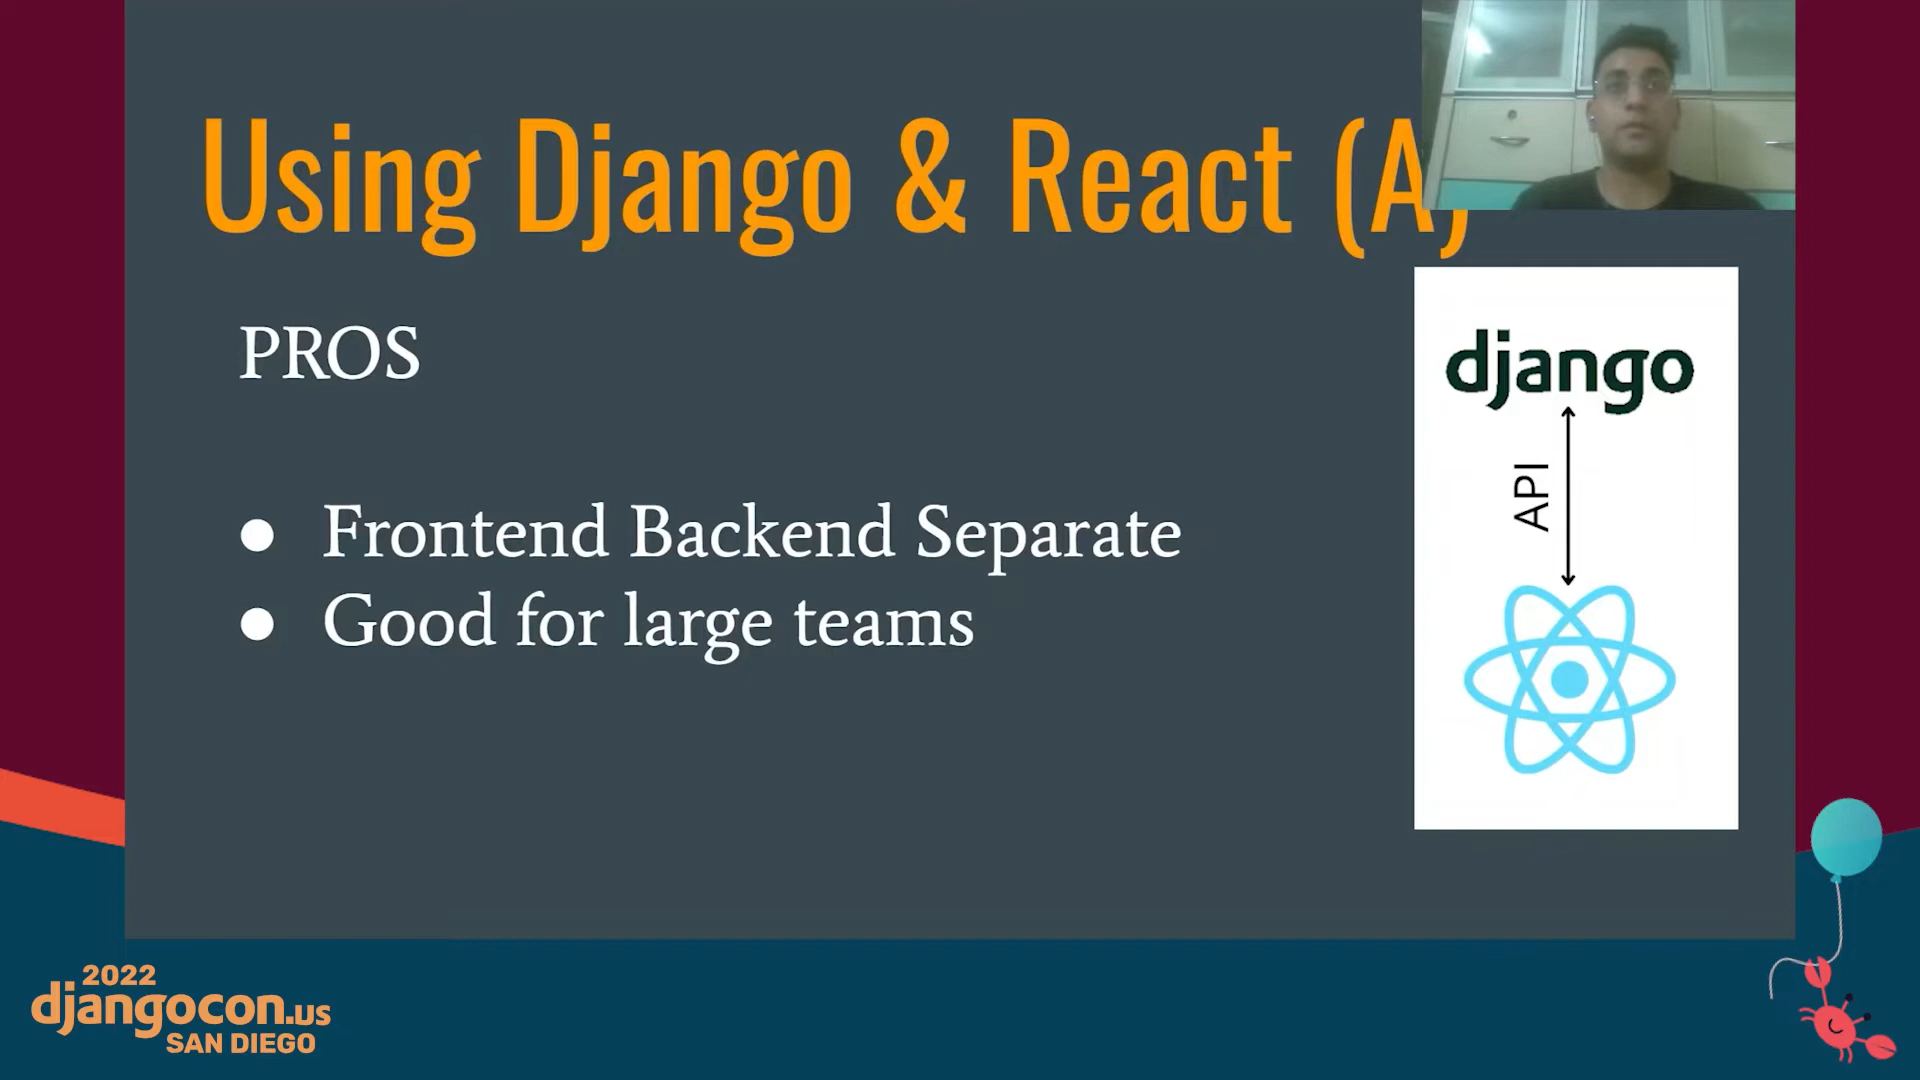 Using Django & React (A)
PROS
● Frontend Backend Separate
● Good for large teams
django
API
2022
djangocon.us
SAN DIEGO